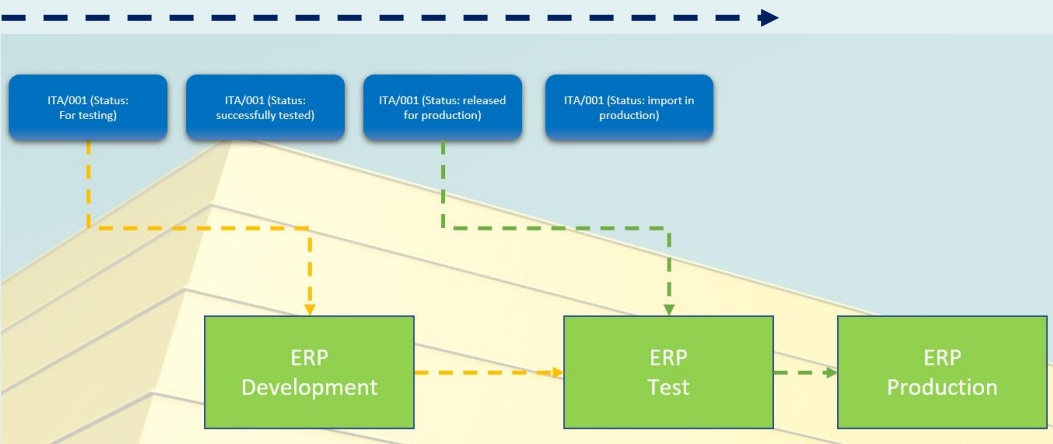 ITA/001 (Status:
For testing)
ITA/001 (Status:
successfully tested)
ITA/001 (Status: released
for production)
ITA/001 (Status: import in
production)
ERP
Development
ERP
Test
ERP
Production